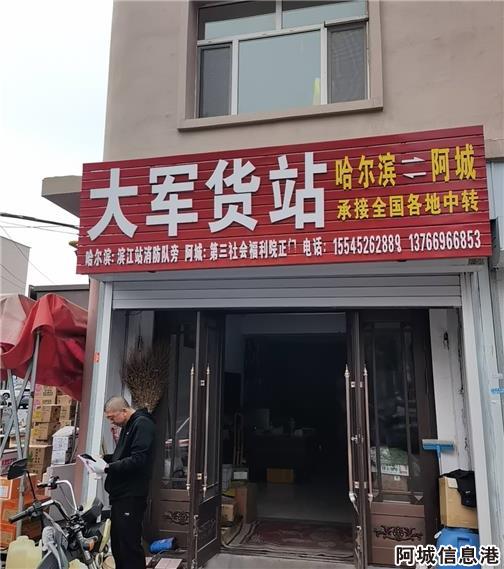 大军货站
哈尔滨⇌阿城
承接全国各地中转
哈尔滨：滨江站消防队旁 阿城：第三社会福利院正门 电话：15545262889 13766966853
阿城信息港